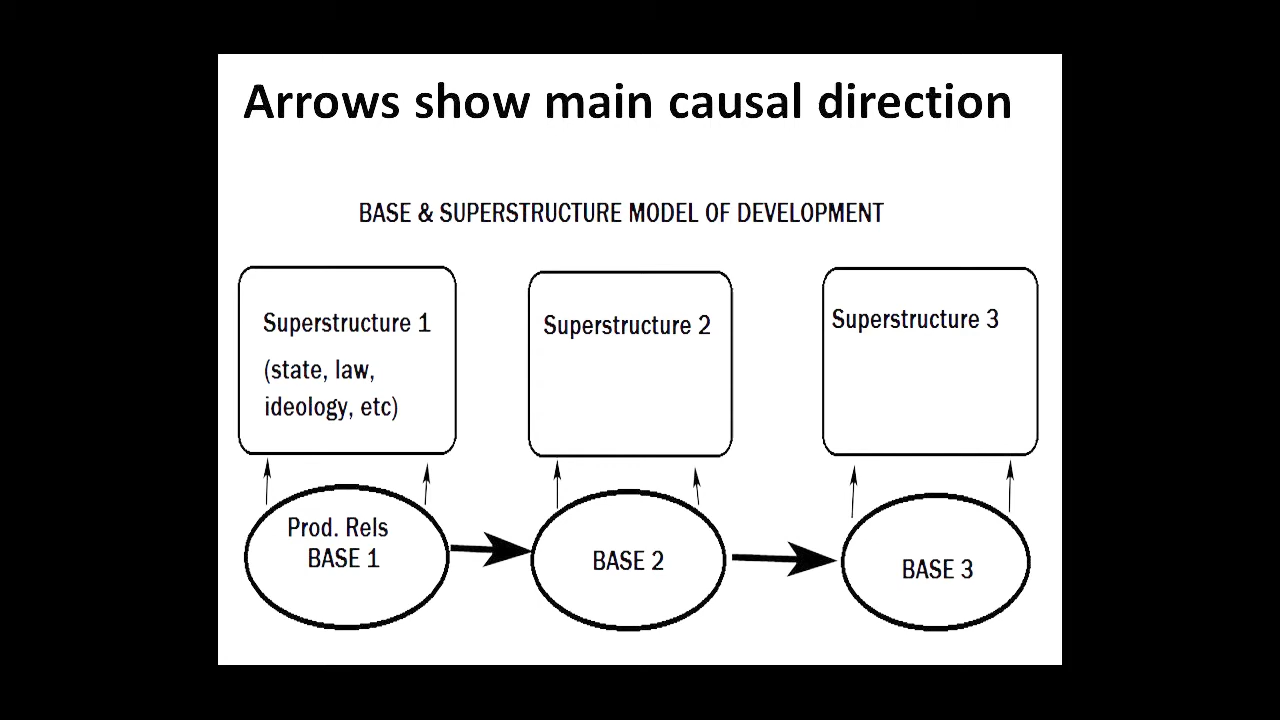 Arrows show main causal direction
BASE & SUPERSTRUCTURE MODEL OF DEVELOPMENT
Superstructure 1
(state, law,
ideology, etc)
Superstructure 2
Superstructure 3
Prod. Rels
BASE 1
BASE 2
BASE 3